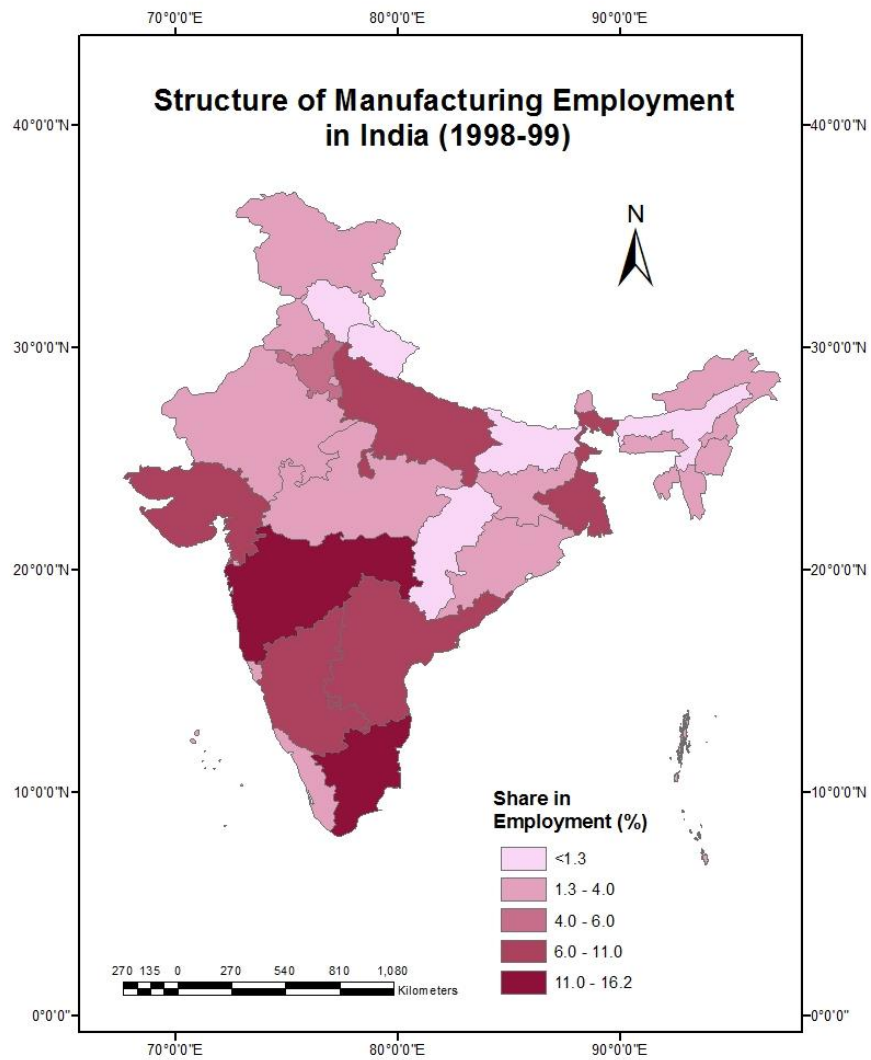 70°0'0"E 80°0'0"E 90°0'0"E
Structure of Manufacturing Employment
in India (1998-99)
40°0'0"N 40°0'0"N
N
30°0'0"N 30°0'0"N
20°0'0"N 20°0'0"N
10°0'0"N 10°0'0"N
Share in
Employment (%)
<1.3
1.3 - 4.0
4.0 - 6.0
6.0 - 11.0
11.0 - 16.2
270 135 0 270 540 810 1,080
Kilometers
0°0'0" 0°0'0"
70°0'0"E 80°0'0"E 90°0'0"E